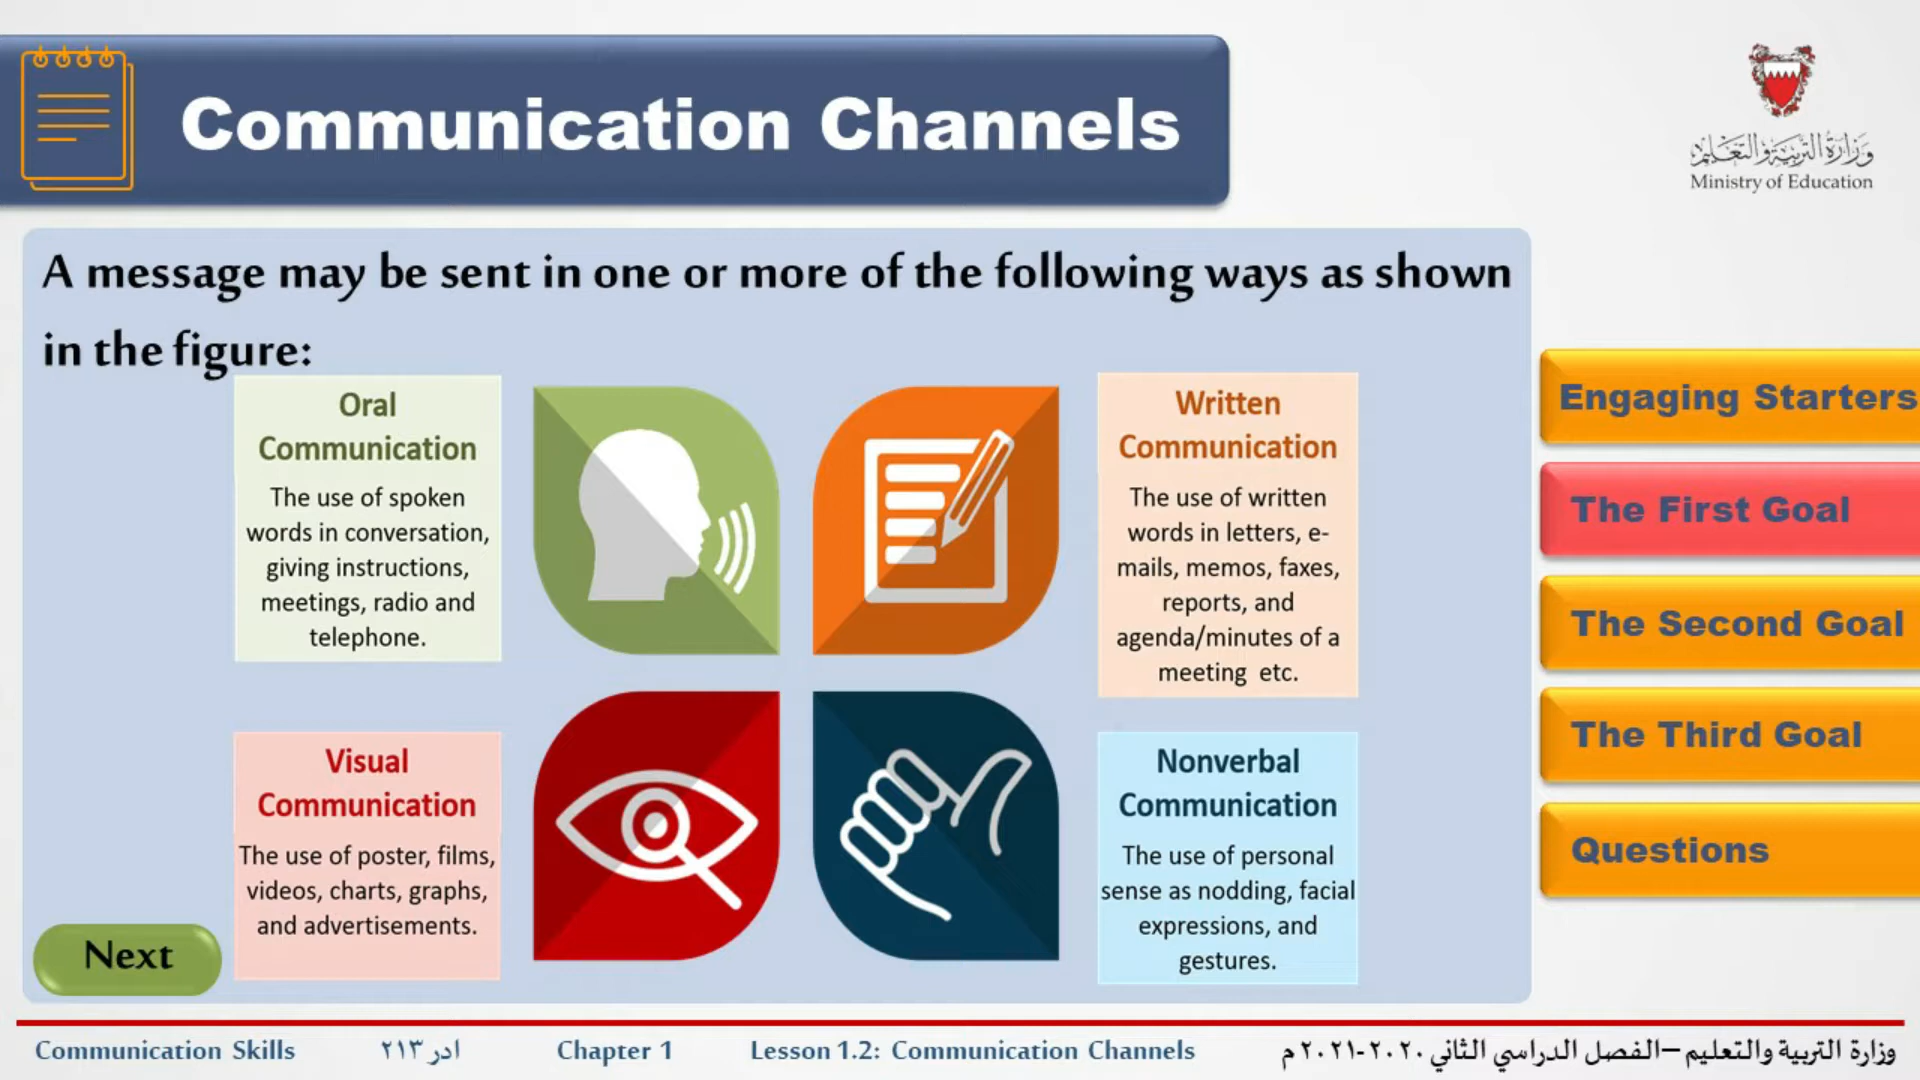 Communication Channels
وزارة التربية والتعليم
Ministry of Education
A message may be sent in one or more of the following ways as shown
in the figure:
Oral
Communication
The use of spoken
words in conversation,
giving instructions,
meetings, radio and
telephone.
Written
Communication
The use of written
words in letters, e-
mails, memos, faxes,
reports, and
agenda/minutes of a
meeting etc.
Visual
Communication
The use of poster, films,
videos, charts, graphs,
and advertisements.
Nonverbal
Communication
The use of personal
sense as nodding, facial
expressions, and
gestures.
Next
Engaging Starters
The First Goal
The Second Goal
The Third Goal
Questions
Communication Skills ادر ٢١٣ Chapter 1 Lesson 1.2: Communication Channels وزارة التربية والتعليم –الفصل الدراسي الثاني ٢٠٢٠-٢٠٢١ م